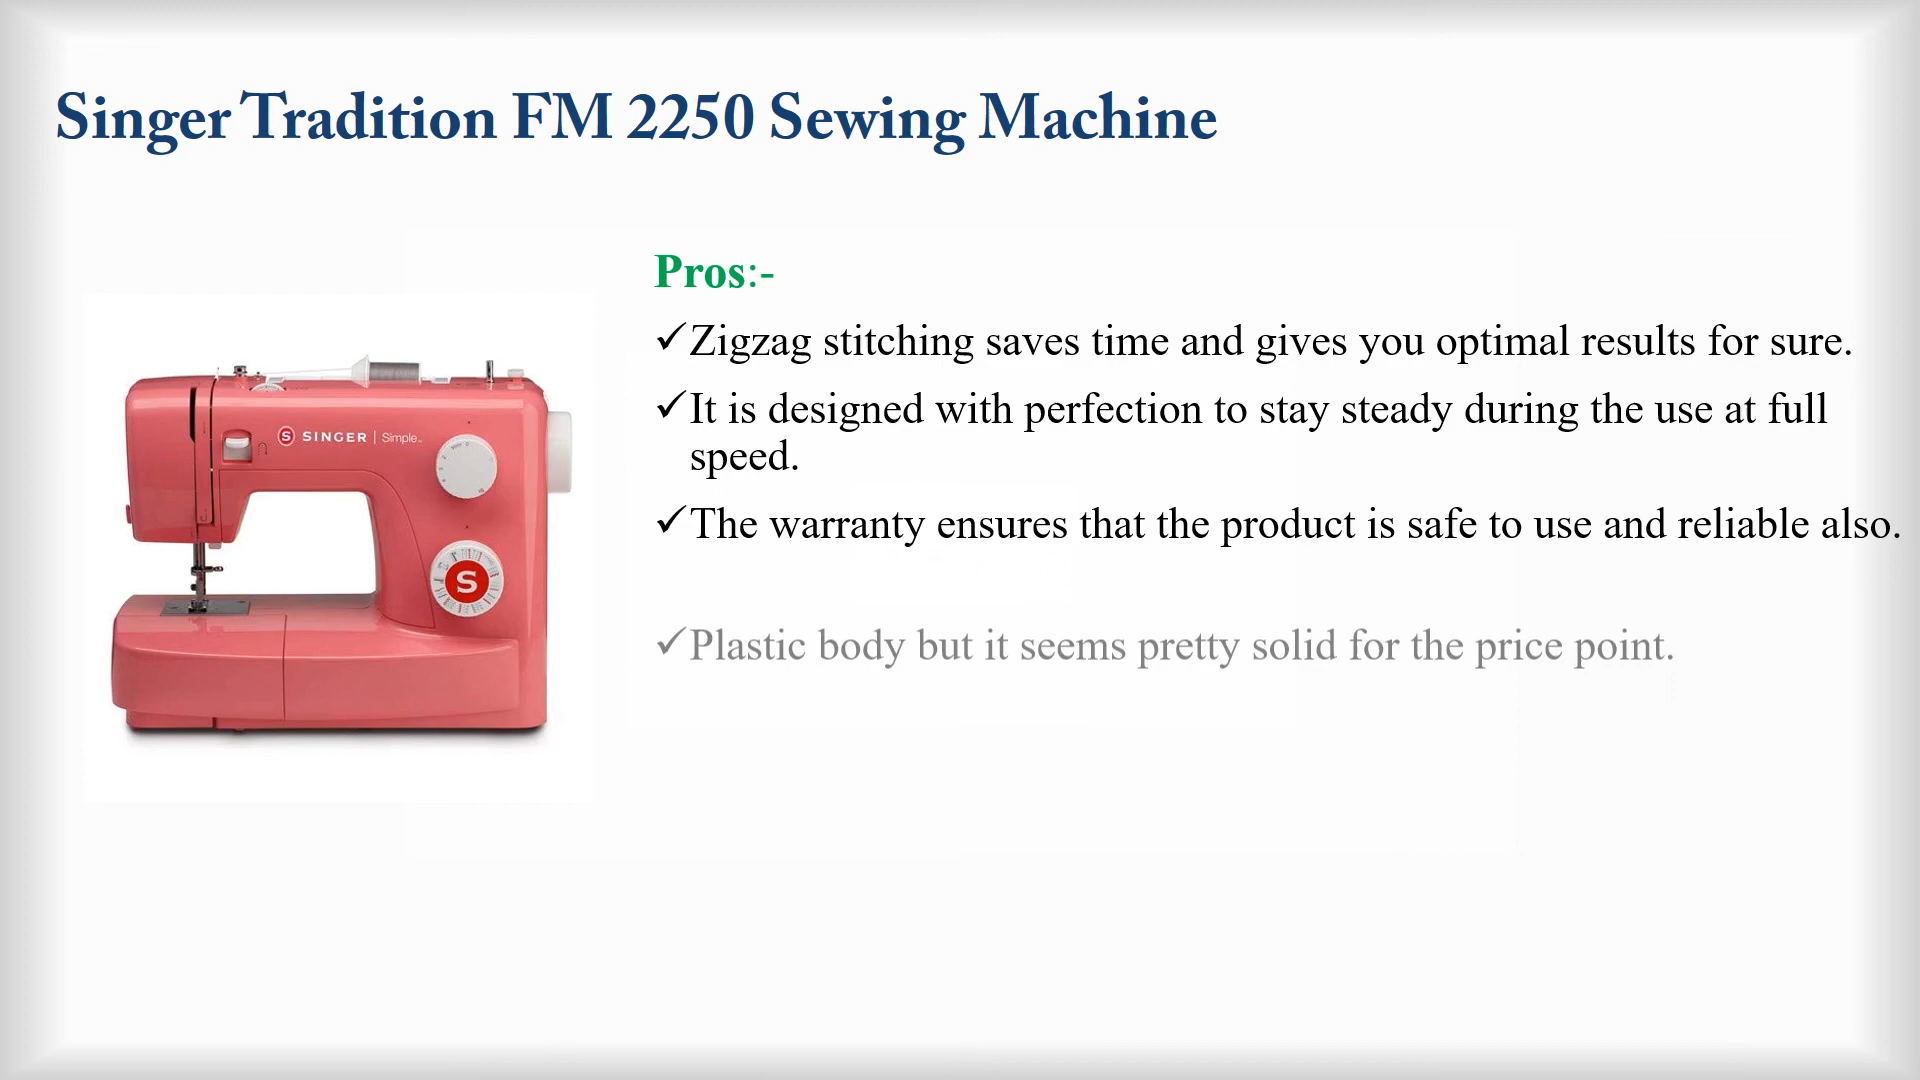 Singer Tradition FM 2250 Sewing Machine
Pros:-
✓Zigzag stitching saves time and gives you optimal results for sure.
✓It is designed with perfection to stay steady during the use at full
speed.
✓The warranty ensures that the product is safe to use and reliable also.
✓Plastic body but it seems pretty solid for the price point.
S SINGER | Simple
S